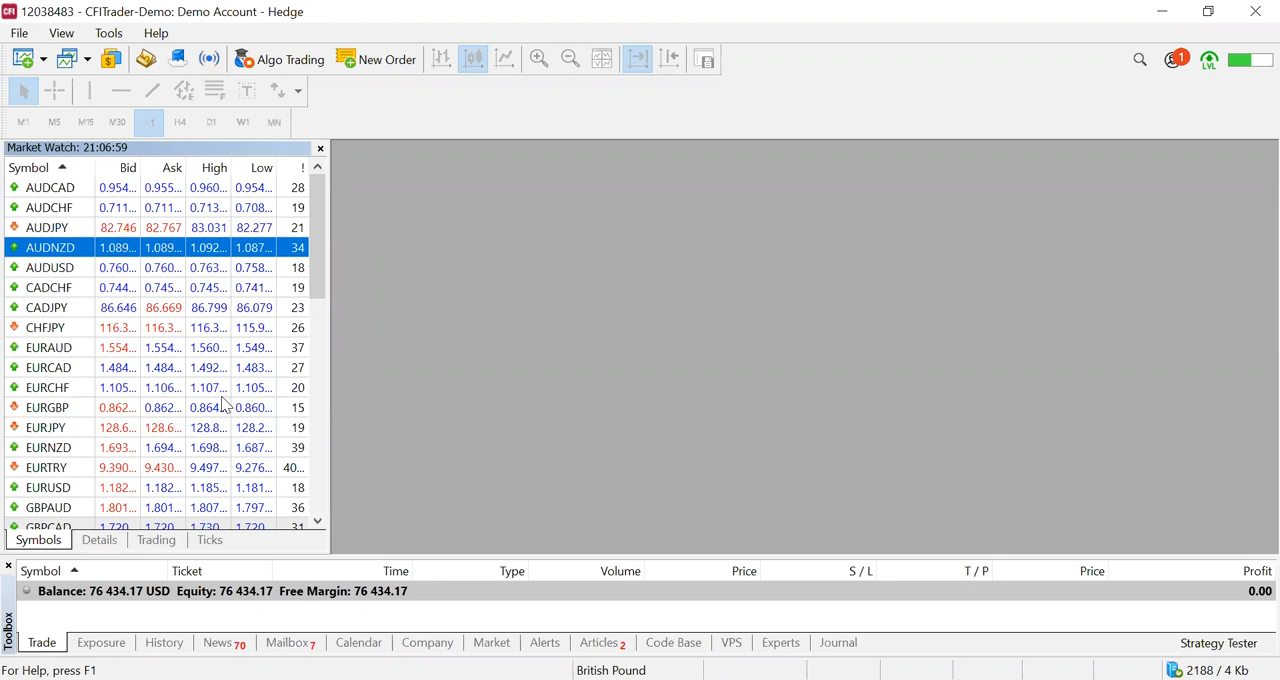 12038483 - CFITrader-Demo: Demo Account - Hedge
File View Tools Help
Algo Trading New Order 1 LVL
M1 M5 M15 M30 H1 H4 D1 W1 MN
Market Watch: 21:06:59
Symbol Bid Ask High Low !
AUDCAD 0.954... 0.955... 0.960... 0.954... 28
AUDCHF 0.711... 0.711... 0.713... 0.708... 19
AUDJPY 82.746 82.767 83.031 82.277 21
AUDNZD 1.089... 1.089... 1.092... 1.087... 34
AUDUSD 0.760... 0.760... 0.763... 0.758... 18
CADCHF 0.744... 0.745... 0.745... 0.741... 19
CADJPY 86.646 86.669 86.799 86.079 23
CHFJPY 116.3... 116.3... 116.3... 115.9... 26
EURAUD 1.554... 1.554... 1.560... 1.549... 37
EURCAD 1.484... 1.484... 1.492... 1.483... 27
EURCHF 1.105... 1.106... 1.107... 1.105... 20
EURGBP 0.862... 0.862... 0.864... 0.860... 15
EURJPY 128.6... 128.6... 128.8... 128.2... 19
EURNZD 1.693... 1.694... 1.698... 1.687... 39
EURTRY 9.390... 9.430... 9.497... 9.276... 40...
EURUSD 1.182... 1.182... 1.185... 1.181... 18
GBPAUD 1.801... 1.801... 1.807... 1.797... 36
GBPCAD 1.720 1.720 1.730 1.720 31
Symbols Details Trading Ticks
Symbol Ticket Time Type Volume Price S / L T / P Price Profit
Balance: 76 434.17 USD Equity: 76 434.17 Free Margin: 76 434.17 0.00
Toolbox
Trade Exposure History News 70 Mailbox 7 Calendar Company Market Alerts Articles 2 Code Base VPS Experts Journal Strategy Tester
For Help, press F1 British Pound 2188 / 4 Kb